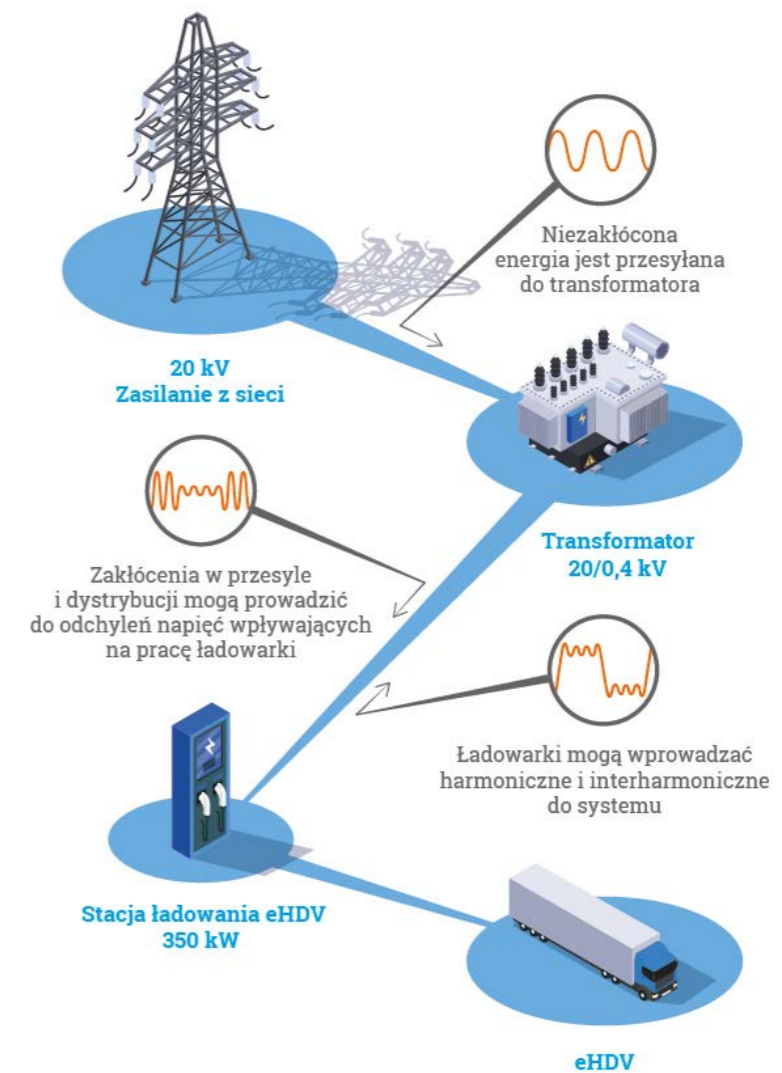 Niezakłócona
energia jest przesyłana
do transformatora
20 kV
Zasilanie z sieci
Transformator
20/0,4 kV
Zakłócenia w przesyle
i dystrybucji mogą prowadzić
do odchyleń napięć wpływających
na pracę ładowarki
Ładowarki mogą wprowadzać
harmoniczne i interharmoniczne
do systemu
Stacja ładowania eHDV
350 kW
eHDV